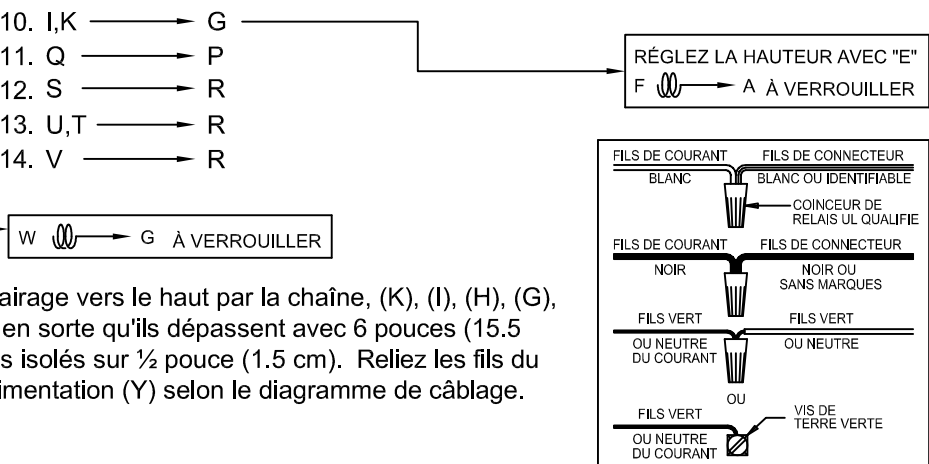 10. I,K G
11. Q P
12. S R
13. U,T R
14. V R
RÉGLEZ LA HAUTEUR AVEC "E"
F A À VERROUILLER
W G À VERROUILLER
airage vers le haut par la chaîne, (K), (I), (H), (G),
en sorte qu'ils dépassent avec 6 pouces (15.5
s isolés sur ½ pouce (1.5 cm). Reliez les fils du
imentation (Y) selon le diagramme de câblage.
FILS DE COURANT FILS DE CONNECTEUR
BLANC BLANC OU IDENTIFIABLE
COINCEUR DE
RELAIS UL QUALIFIE
FILS DE COURANT FILS DE CONNECTEUR
NOIR NOIR OU
SANS MARQUES
FILS VERT FILS VERT
OU NEUTRE OU NEUTRE
DU COURANT
OU
FILS VERT VIS DE
TERRE VERTE
OU NEUTRE
DU COURANT